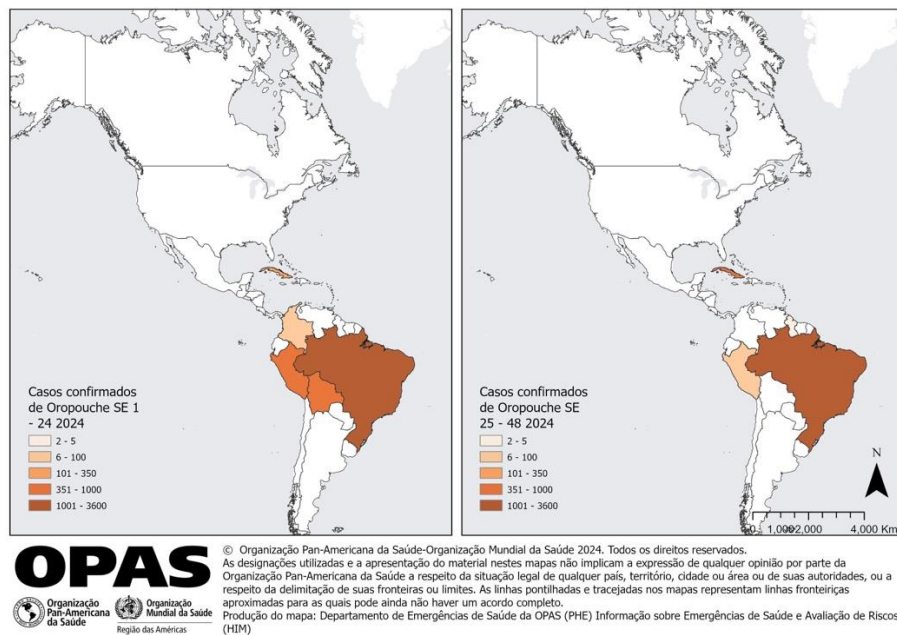 Casos confirmados
de Oropouche SE 1
- 24 2024
2 - 5
6 - 100
101 - 350
351 - 1000
1001 - 3600
Casos confirmados
de Oropouche SE
25 - 48 2024
2 - 5
6 - 100
101 - 350
351 - 1000
1001 - 3600
N
0 1,000 2,000 4,000 Km
OPAS
Organização
Pan-Americana
da Saúde
Organização
Mundial da Saúde
Região das Américas
© Organização Pan-Americana da Saúde-Organização Mundial da Saúde 2024. Todos os direitos reservados.
As designações utilizadas e a apresentação do material nestes mapas não implicam a expressão de qualquer opinião por parte da
Organização Pan-Americana da Saúde a respeito da situação legal de qualquer país, território, cidade ou área ou de suas autoridades, ou a
respeito da delimitação de suas fronteiras ou limites. As linhas pontilhadas e tracejadas nos mapas representam linhas fronteiriças
aproximadas para as quais pode ainda não haver um acordo completo.
Produção do mapa: Departamento de Emergências de Saúde da OPAS (PHE) Informação sobre Emergências de Saúde e Avaliação de Riscos
(HIM)